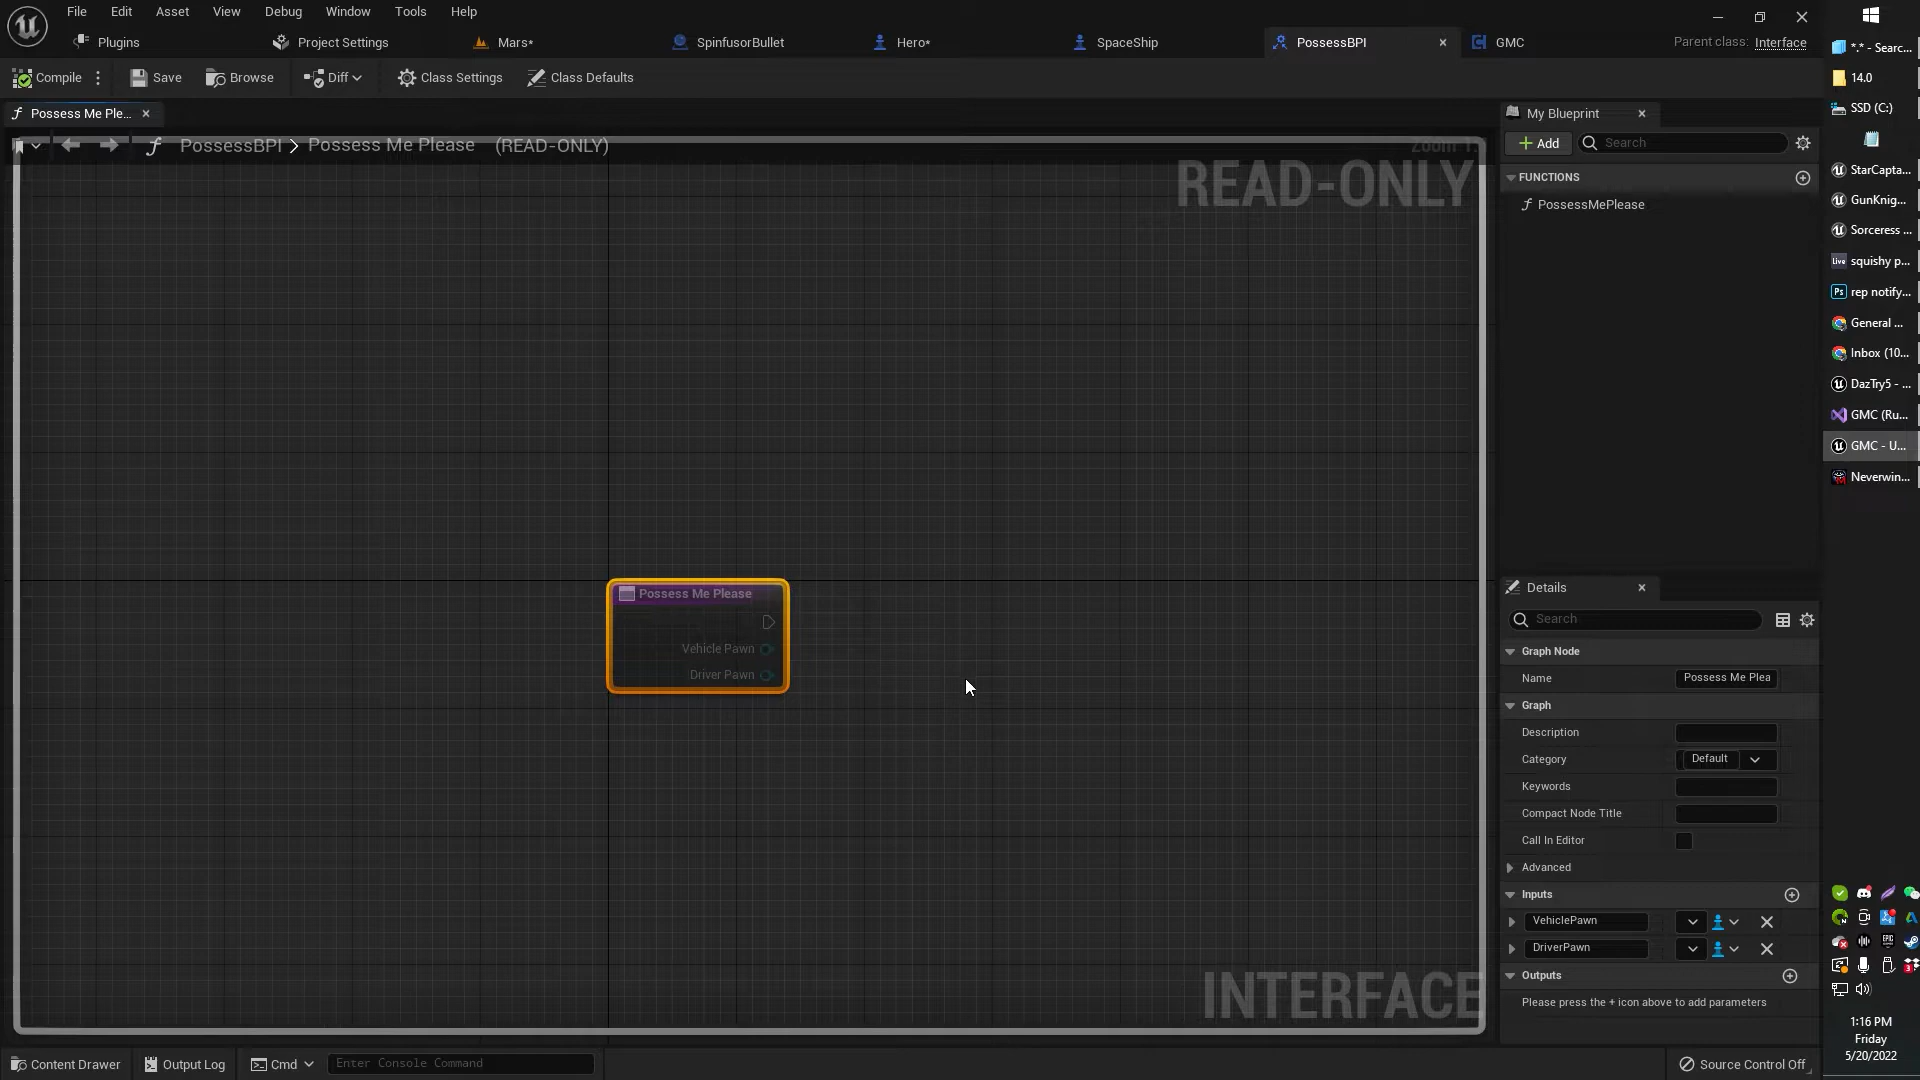 File Edit Asset View Debug Window Tools Help
Plugins Project Settings Mars* SpinfusorBullet Hero* SpaceShip PossessBPI GMC Parent class: Interface
Compile Save Browse Diff Class Settings Class Defaults
Possess Me Ple...
PossessBPI > Possess Me Please (READ-ONLY)
READ-ONLY
Possess Me Please
Vehicle Pawn
Driver Pawn
INTERFACE
My Blueprint
+ Add Search
FUNCTIONS
PossessMePlease
Details
Search
Graph Node
Name Possess Me Plea
Graph
Description
Category Default
Keywords
Compact Node Title
Call In Editor
Advanced
Inputs
VehiclePawn
DriverPawn
Outputs
Please press the + icon above to add parameters
Content Drawer Output Log Cmd Enter Console Command Source Control Off
*.* - Searc...
14.0
SSD (C:)
StarCapta...
GunKnig...
Sorceress ...
squishy p...
rep notify...
General ...
Inbox (10...
DazTry5 - ...
GMC (Ru...
GMC - U...
Neverwin...
1:16 PM
Friday
5/20/2022